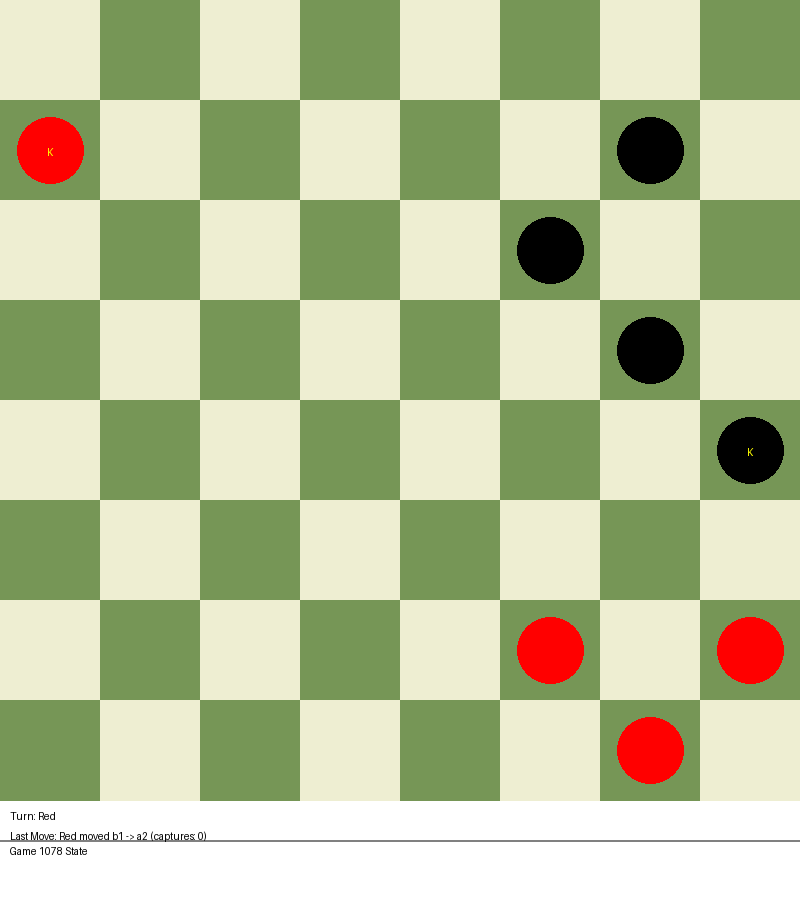 K
K
Turn: Red
Last Move: Red moved b1 -> a2 (captures: 0)
Game 1078 State